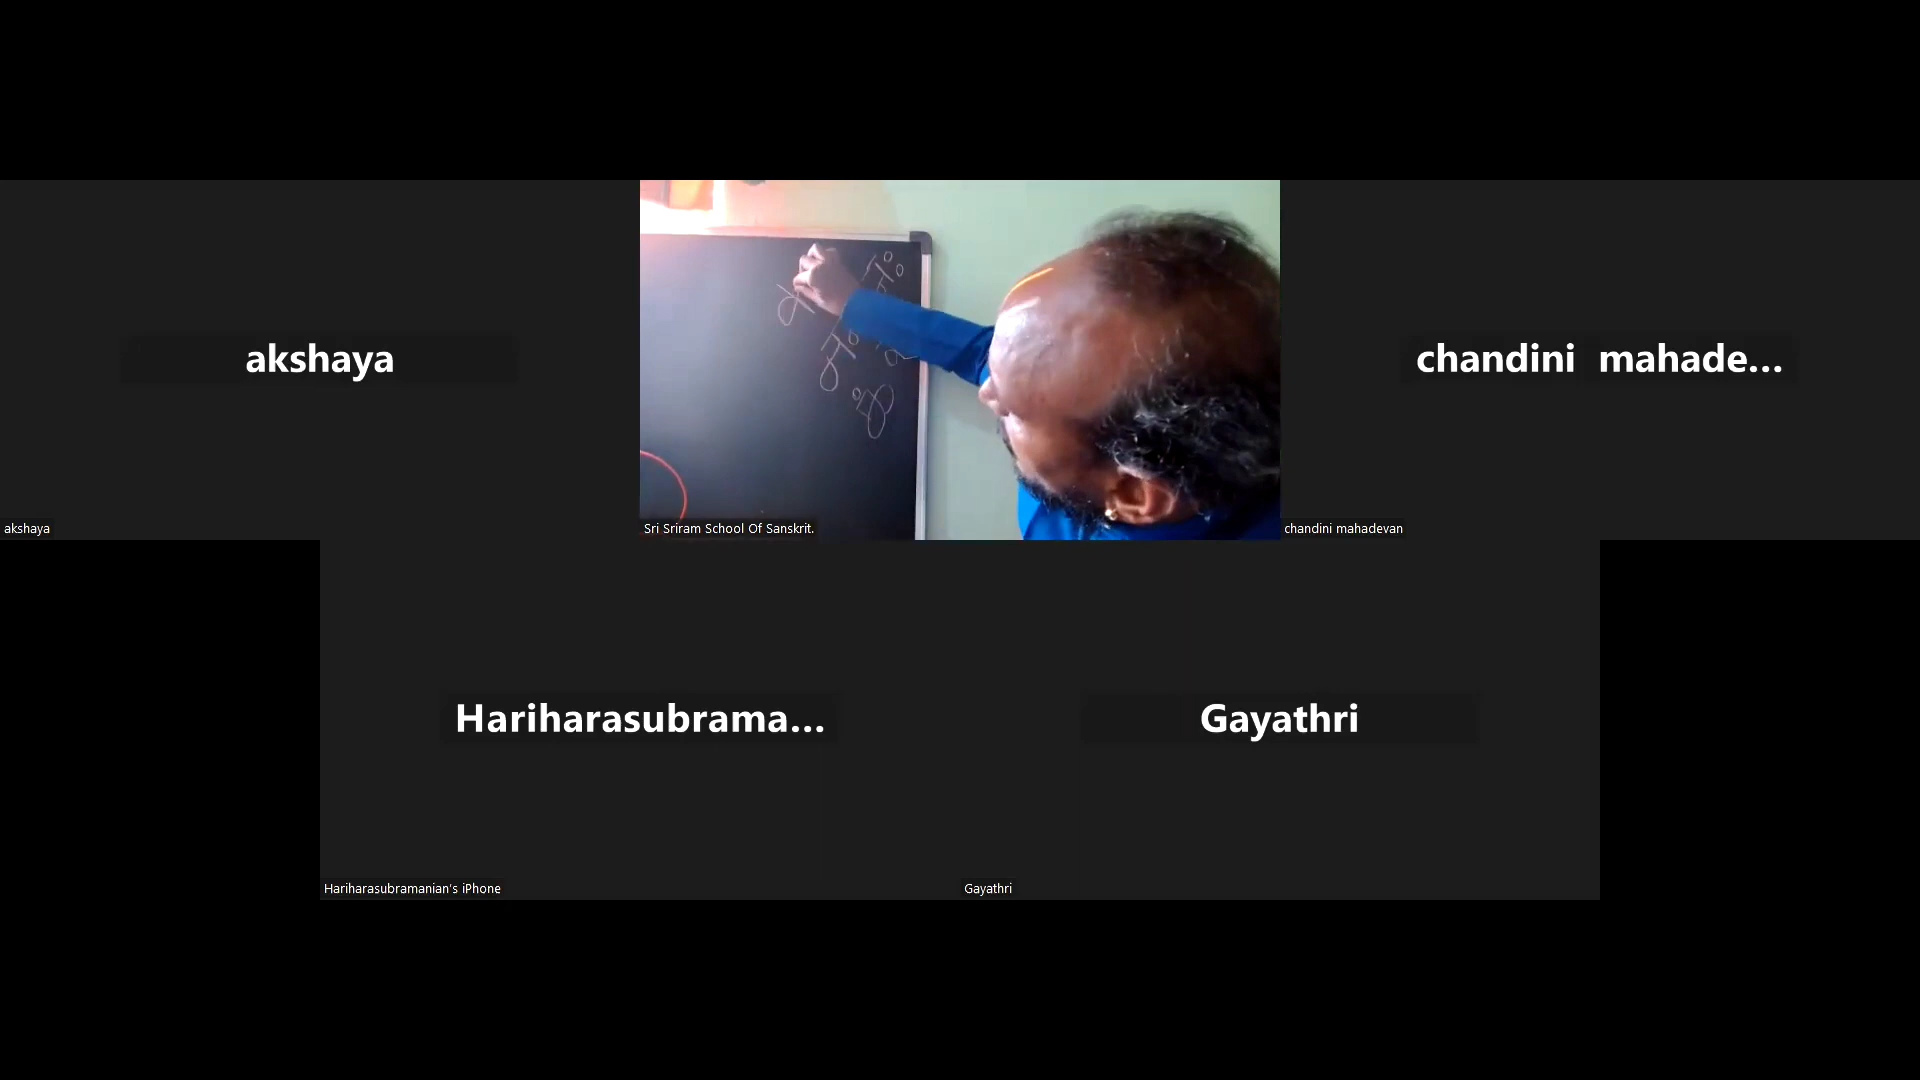 akshaya
chandini mahade...
akshaya
Sri Sriram School Of Sanskrit.
chandini mahadevan
Hariharasubrama...
Gayathri
Hariharasubramanian's iPhone
Gayathri